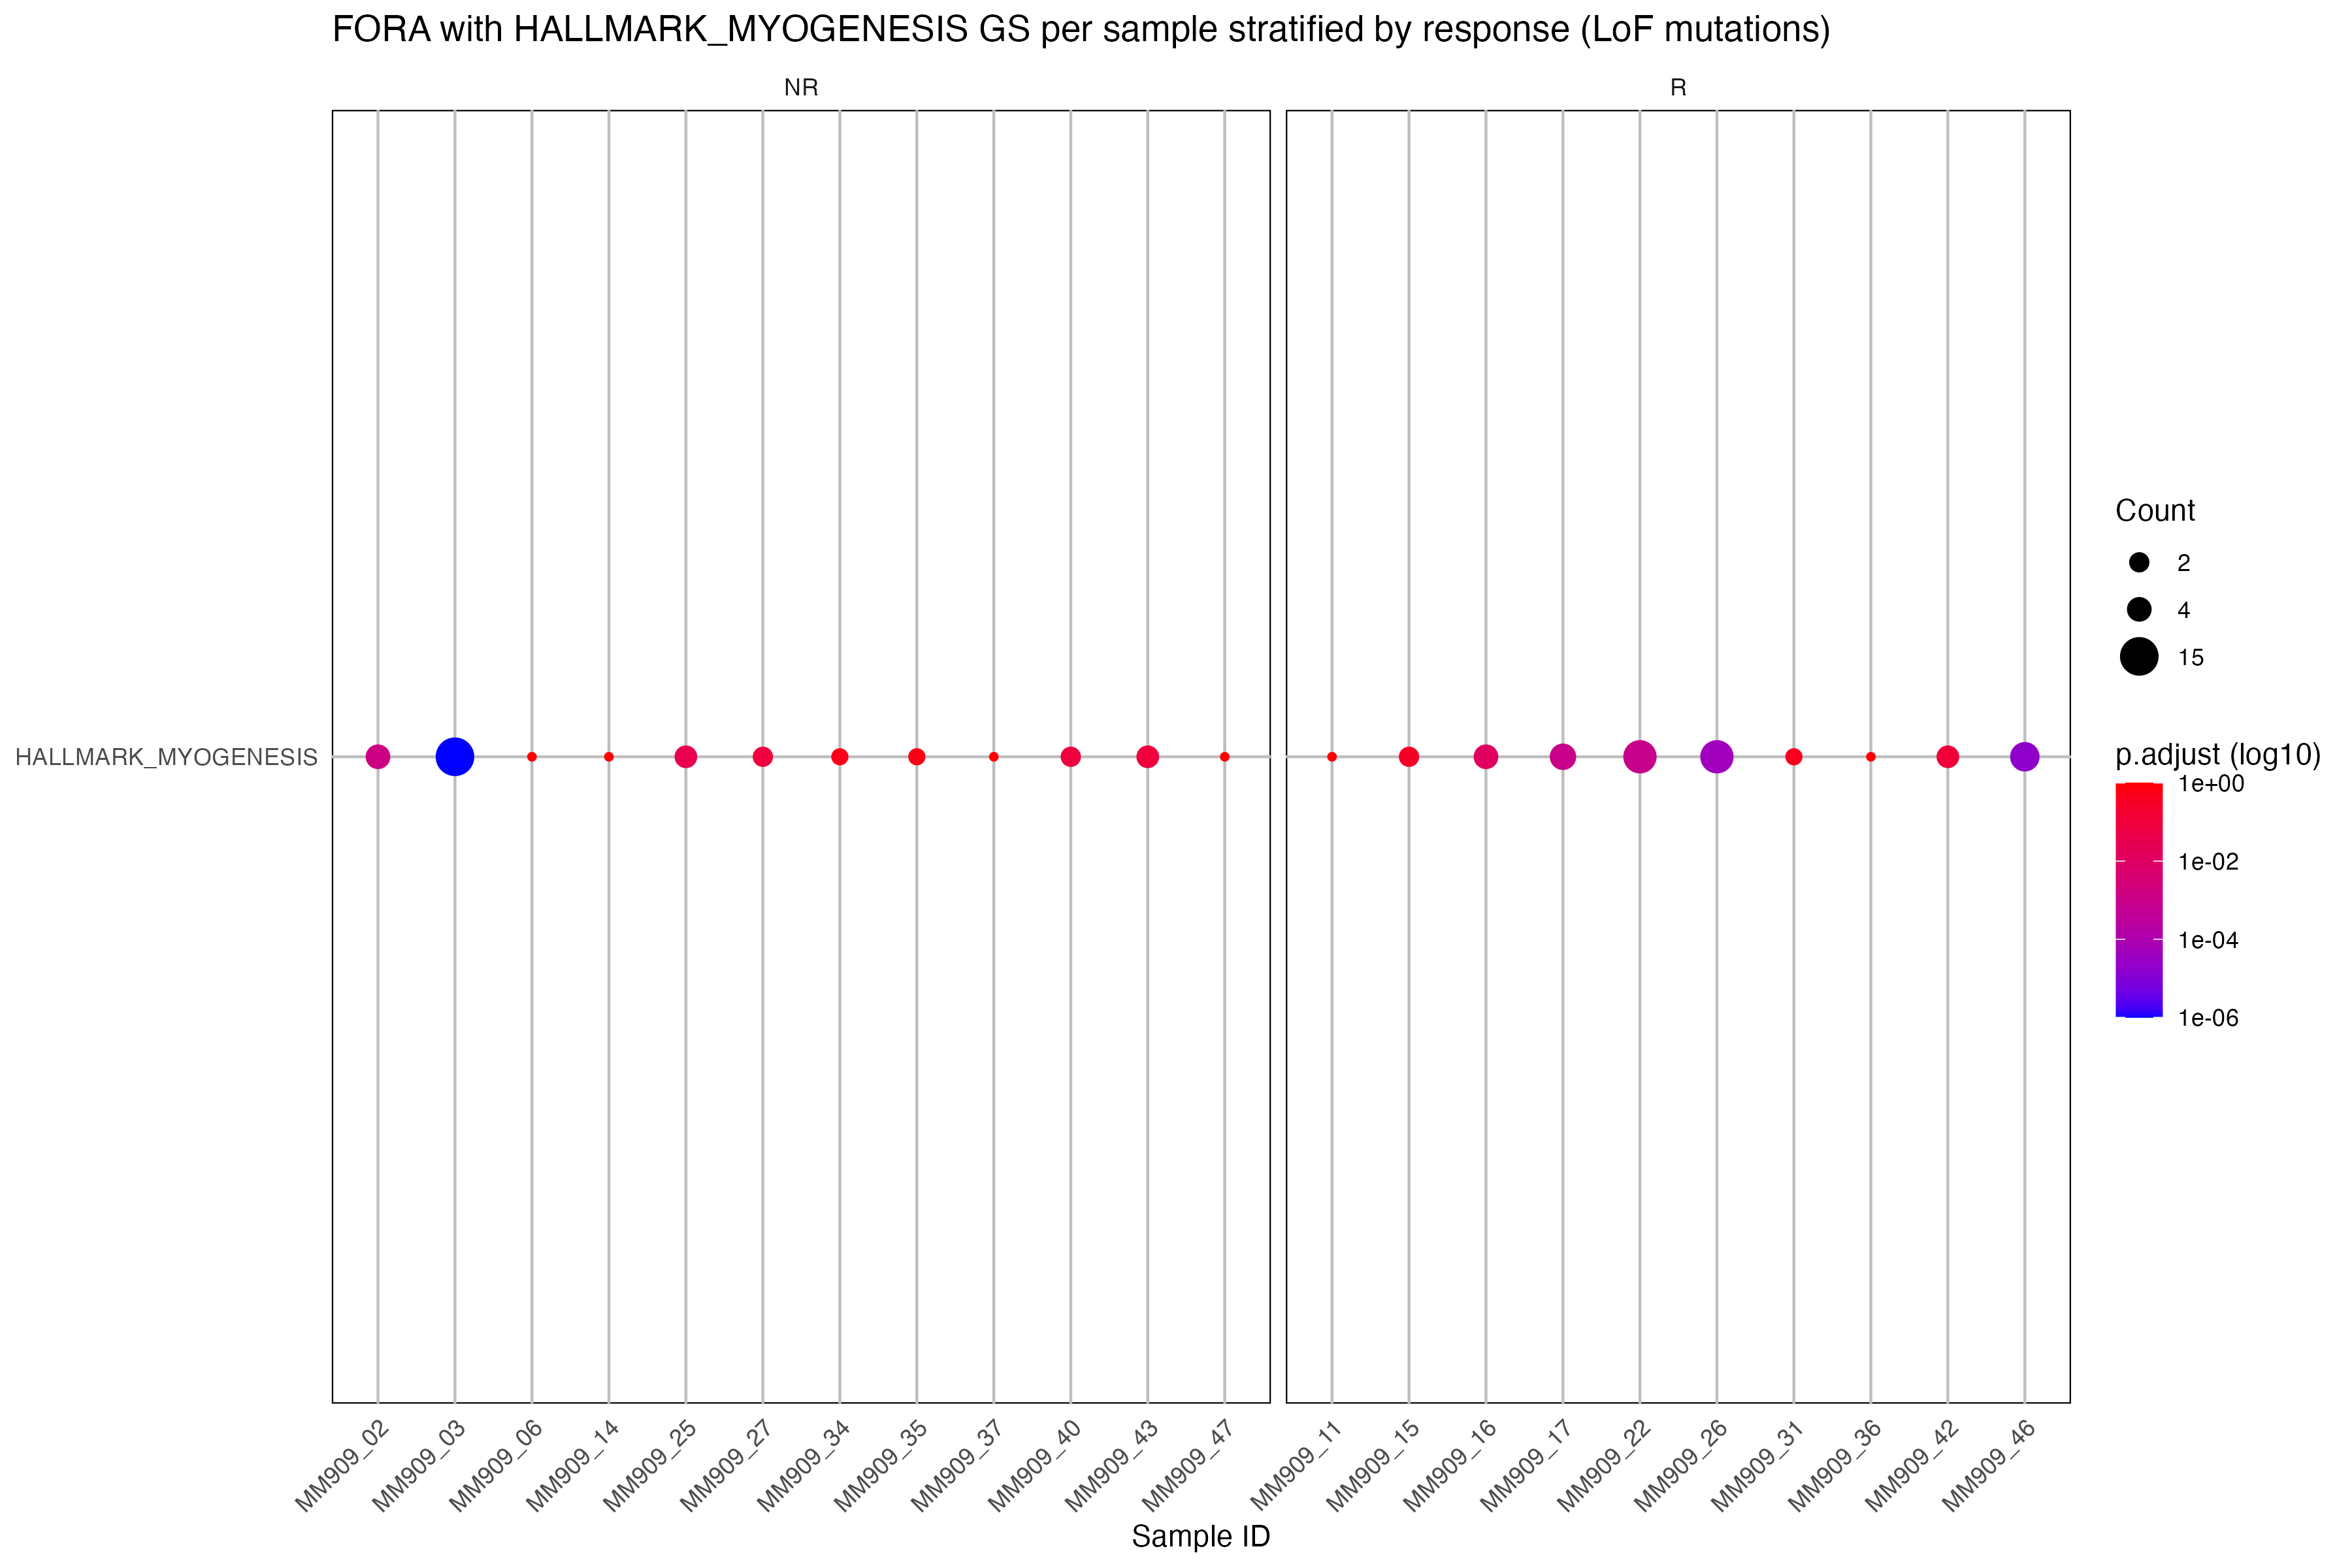 FORA with HALLMARK_MYOGENESIS GS per sample stratified by response (LoF mutations)
NR
R
HALLMARK_MYOGENESIS
Count
2
4
15
p.adjust (log10)
1e+00
1e-02
1e-04
1e-06
MM909_02
MM909_03
MM909_06
MM909_14
MM909_25
MM909_27
MM909_34
MM909_35
MM909_37
MM909_40
MM909_43
MM909_47
MM909_11
MM909_15
MM909_16
MM909_17
MM909_22
MM909_26
MM909_31
MM909_36
MM909_42
MM909_46
Sample ID